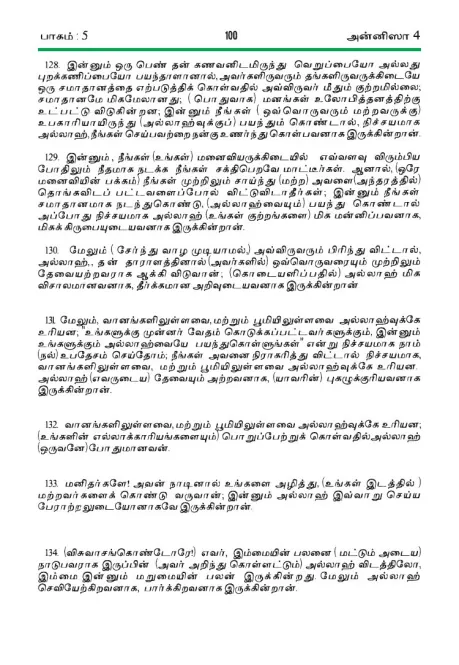 பாகம் : 5 100 அன்னிஸா 4
128. இன்னும் ஒரு பெண் தன் கணவனிடமிருந்து வெறுப்பையோ அல்லது
புறக்கணிப்பையோ பயந்தாளானால், அவர்களிருவரும் தங்களிருவருக்கிடையே
ஒரு சமாதானத்தை ஏற்படுத்திக் கொள்வதில் அவ்விருவர் மீதும் குற்றமில்லை;
சமாதானமே மிகமேலானது; ( பொதுவாக) மனங்கள் உலோபித்தனத்திற்கு
உட்பட்டு விடுகின்றன; இன்னும் நீங்கள் ( ஒவ்வொருவரும் மற்றவருக்கு)
உபகாரியாயிருந்து (அல்லாஹ்வுக்குப்) பயந்தும் கொண்டால், நிச்சயமாக
அல்லாஹ், நீங்கள் செய்பவற்றை நன்கு உணர்ந்து கொள்பவனாக இருக்கின்றான்.
129. இன்னும் , நீங்கள் (உங்கள்) மனைவியருக்கிடையில் எவ்வளவு விரும்பிய
போதிலும் நீதமாக நடக்க நீங்கள் சக்திபெறவே மாட்டீர்கள். ஆனால், (ஒரே
மனைவியின் பக்கம்) நீங்கள் முற்றிலும் சாய்ந்து (மற்ற) அவளை (அந்தரத்தில்)
தொங்கவிடப் பட்டவளைப்போல் விட்டுவிடாதீர்கள்; இன்னும் நீங்கள்
சமாதானமாக நடந்துகொண்டு, (அல்லாஹ்வையும்) பயந்து கொண்டால்
அப்போது நிச்சயமாக அல்லாஹ் (உங்கள் குற்றங்களை) மிக மன்னிப்பவனாக,
மிகக் கிருபையுடையவனாக இருக்கின்றான்.
130. மேலும் ( சேர்ந்து வாழ முடியாமல்,) அவ்விருவரும் பிரிந்து விட்டால்,
அல்லாஹ், , தன் தாராளத்தினால் (அவர்களில்) ஒவ்வொருவரையும் முற்றிலும்
தேவையற்றவராக ஆக்கி விடுவான் ; (கொடையளிப்பதில்) அல்லாஹ் மிக
விசாலமானவனாக, தீர்க்கமான அறிவுடையவனாக இருக்கின்றான்
131. மேலும், வானங்களிலுள்ளவை, மற்றும் பூமியிலுள்ளவை அல்லாஹ்வுக்கே
உரியன; "உங்களுக்கு முன்னர் வேதம் கொடுக்கப்பட்டவர்களுக்கும், இன்னும்
உங்களுக்கும் அல்லாஹ்வையே பயந்துகொள்ளுங்கள்" என்று நிச்சயமாக நாம்
(நல்) உபதேசம் செய்தோம்; நீங்கள் அவனை நிராகரித்து விட்டால் நிச்சயமாக,
வானங்களிலுள்ளவை, மற்றும் பூமியிலுள்ளவை அல்லாஹ்வுக்கே உரியன.
அல்லாஹ் (எவருடைய) தேவையும் அற்றவனாக, (யாவரின்) புகழுக்குரியவனாக
இருக்கின்றான்.
132. வானங்களிலுள்ளவை, மற்றும் பூமியிலுள்ளவை அல்லாஹ்வுக்கே உரியன;
(உங்களின் எல்லாக்காரியங்களையும்) பொறுப்பேற்றுக் கொள்வதில்அல்லாஹ்
(ஒருவனே) போதுமானவன்.
133. மனிதர்களே! அவன் நாடினால் உங்களை அழித்து, (உங்கள் இடத்தில் )
மற்றவர்களைக் கொண்டு வருவான்; இன்னும் அல்லாஹ் இவ்வாறு செய்ய
பேராற்றலுடையோனாகவே இருக்கின்றான்.
134. (விசுவாசங்கொண்டோரே!) எவர், இம்மையின் பலனை ( மட்டும் அடைய)
நாடுபவராக இருப்பின் (அவர் அறிந்து கொள்ளட்டும்) அல்லாஹ் விடத்திலோ,
இம்மை இன்னும் மறுமையின் பலன் இருக்கின்றது. மேலும் அல்லாஹ்
செவியேற்கிறவனாக, பார்க்கிறவனாக இருக்கின்றான்.